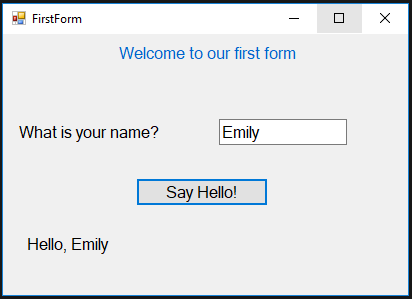 FirstForm
Welcome to our first form
What is your name? Emily
Say Hello!
Hello, Emily